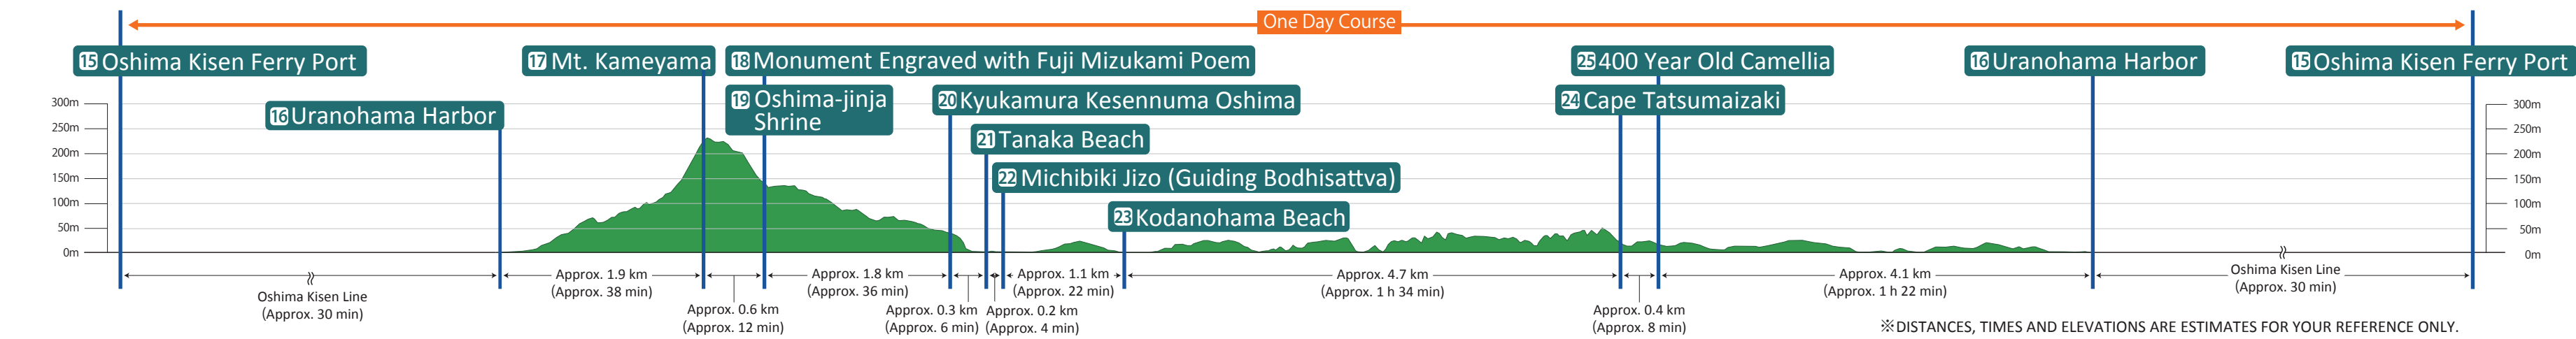 One Day Course
15 Oshima Kisen Ferry Port
17 Mt. Kameyama
18 Monument Engraved with Fuji Mizukami Poem
25 400 Year Old Camellia
16 Uranohama Harbor
15 Oshima Kisen Ferry Port
16 Uranohama Harbor
19 Oshima-jinja
Shrine
20 Kyukamura Kesennuma Oshima
24 Cape Tatsumaizaki
21 Tanaka Beach
22 Michibiki Jizo (Guiding Bodhisattva)
23 Kodanohama Beach
300m
250m
200m
150m
100m
50m
0m
300m
250m
200m
150m
100m
50m
0m
Oshima Kisen Line
(Approx. 30 min)
Approx. 1.9 km
(Approx. 38 min)
Approx. 0.6 km
(Approx. 12 min)
Approx. 1.8 km
(Approx. 36 min)
Approx. 0.3 km
(Approx. 6 min)
Approx. 0.2 km
(Approx. 4 min)
Approx. 1.1 km
(Approx. 22 min)
Approx. 4.7 km
(Approx. 1 h 34 min)
Approx. 0.4 km
(Approx. 8 min)
Approx. 4.1 km
(Approx. 1 h 22 min)
Oshima Kisen Line
(Approx. 30 min)
※DISTANCES, TIMES AND ELEVATIONS ARE ESTIMATES FOR YOUR REFERENCE ONLY.